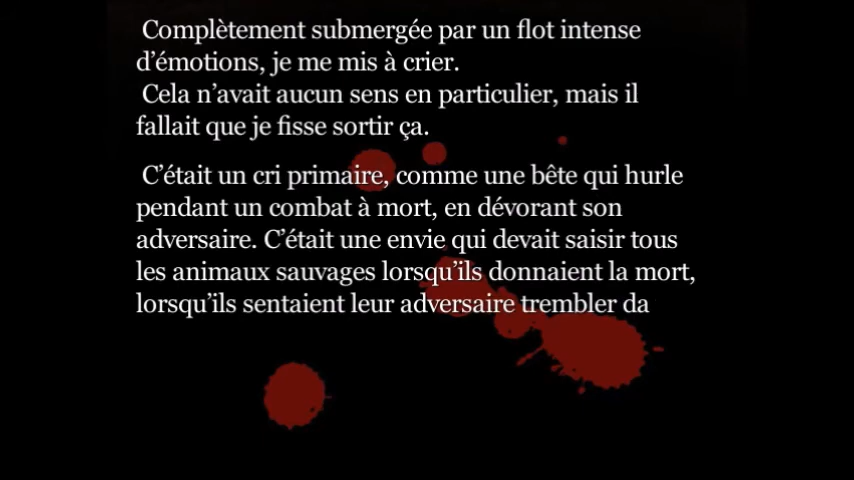 Complètement submergée par un flot intense
d’émotions, je me mis à crier.
Cela n’avait aucun sens en particulier, mais il
fallait que je fisse sortir ça.
C’était un cri primaire, comme une bête qui hurle
pendant un combat à mort, en dévorant son
adversaire. C’était une envie qui devait saisir tous
les animaux sauvages lorsqu’ils donnaient la mort,
lorsqu’ils sentaient leur adversaire trembler da